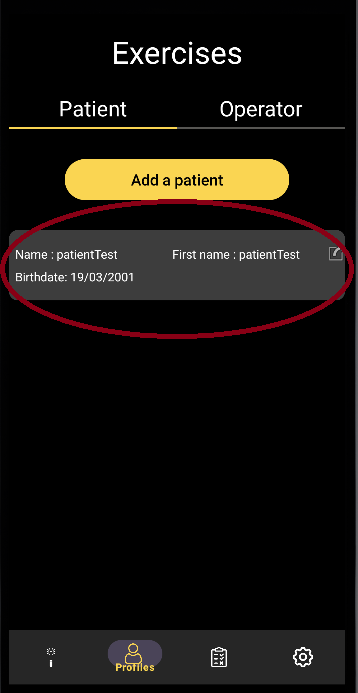 Exercises
Patient Operator
Add a patient
Name : patientTest First name : patientTest
Birthdate: 19/03/2001
Profiles